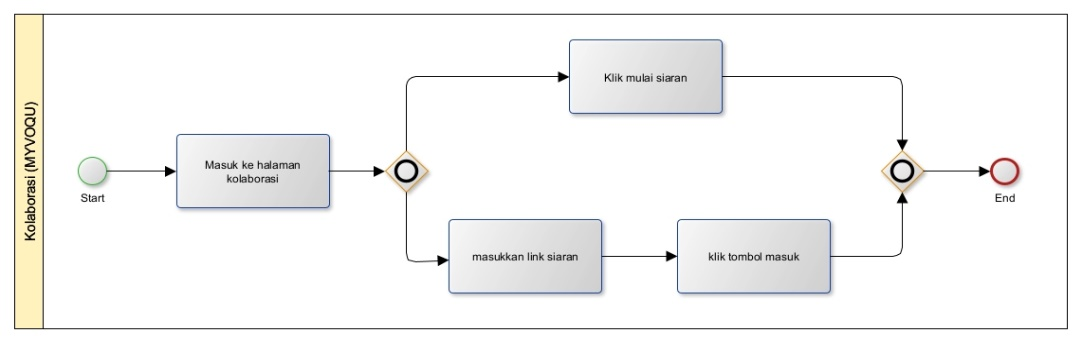 Kolaborasi (MYVOQU)
Start
Masuk ke halaman
kolaborasi
Klik mulai siaran
masukkan link siaran
klik tombol masuk
End